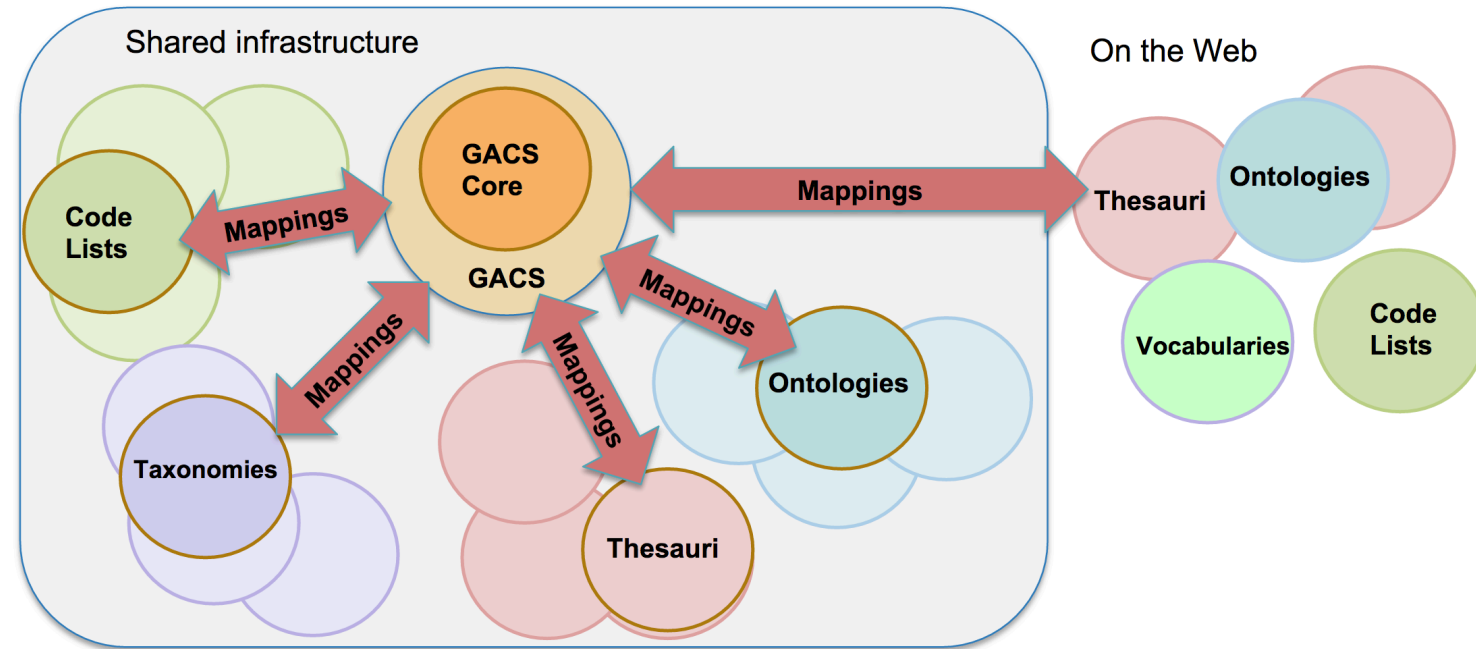 Shared infrastructure
On the Web
GACS
Core
Mappings
Thesauri
Ontologies
Code
Lists
Mappings
GACS
Mappings
Mappings
Mappings
Ontologies
Vocabularies
Code
Lists
Taxonomies
Thesauri